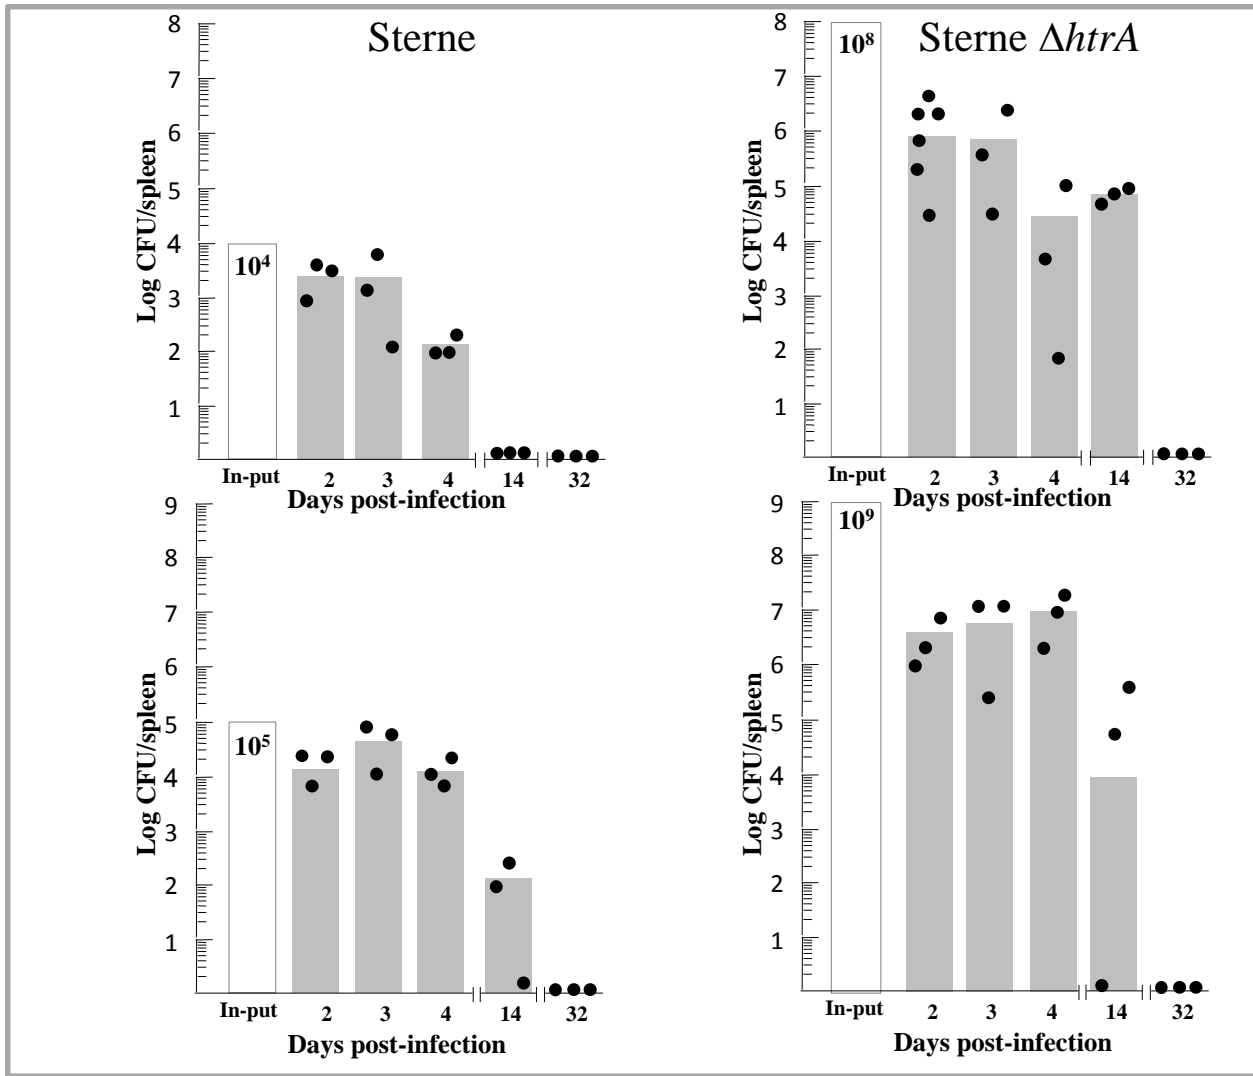 Sterne
Log CFU/spleen
8
7
6
5
4
3
2
1
10⁴
In-put 2 3 4 14 32
Days post-infection
Sterne ΔhtrA
Log CFU/spleen
8
7
6
5
4
3
2
1
10⁸
In-put 2 3 4 14 32
Days post-infection
Log CFU/spleen
9
8
7
6
5
4
3
2
1
10⁵
In-put 2 3 4 14 32
Days post-infection
Log CFU/spleen
9
8
7
6
5
4
3
2
1
10⁹
In-put 2 3 4 14 32
Days post-infection